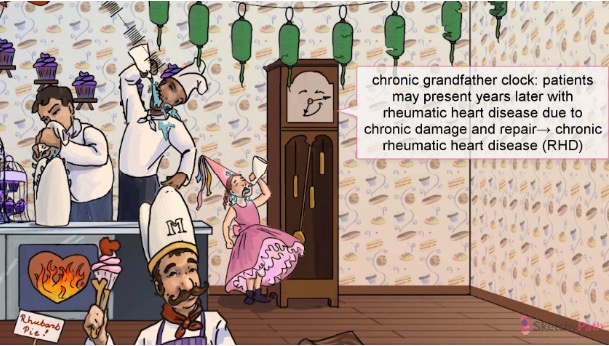 chronic grandfather clock: patients
may present years later with
rheumatic heart disease due to
chronic damage and repair→ chronic
rheumatic heart disease (RHD)
M
Rhubarb
Pie!
SketchyPath